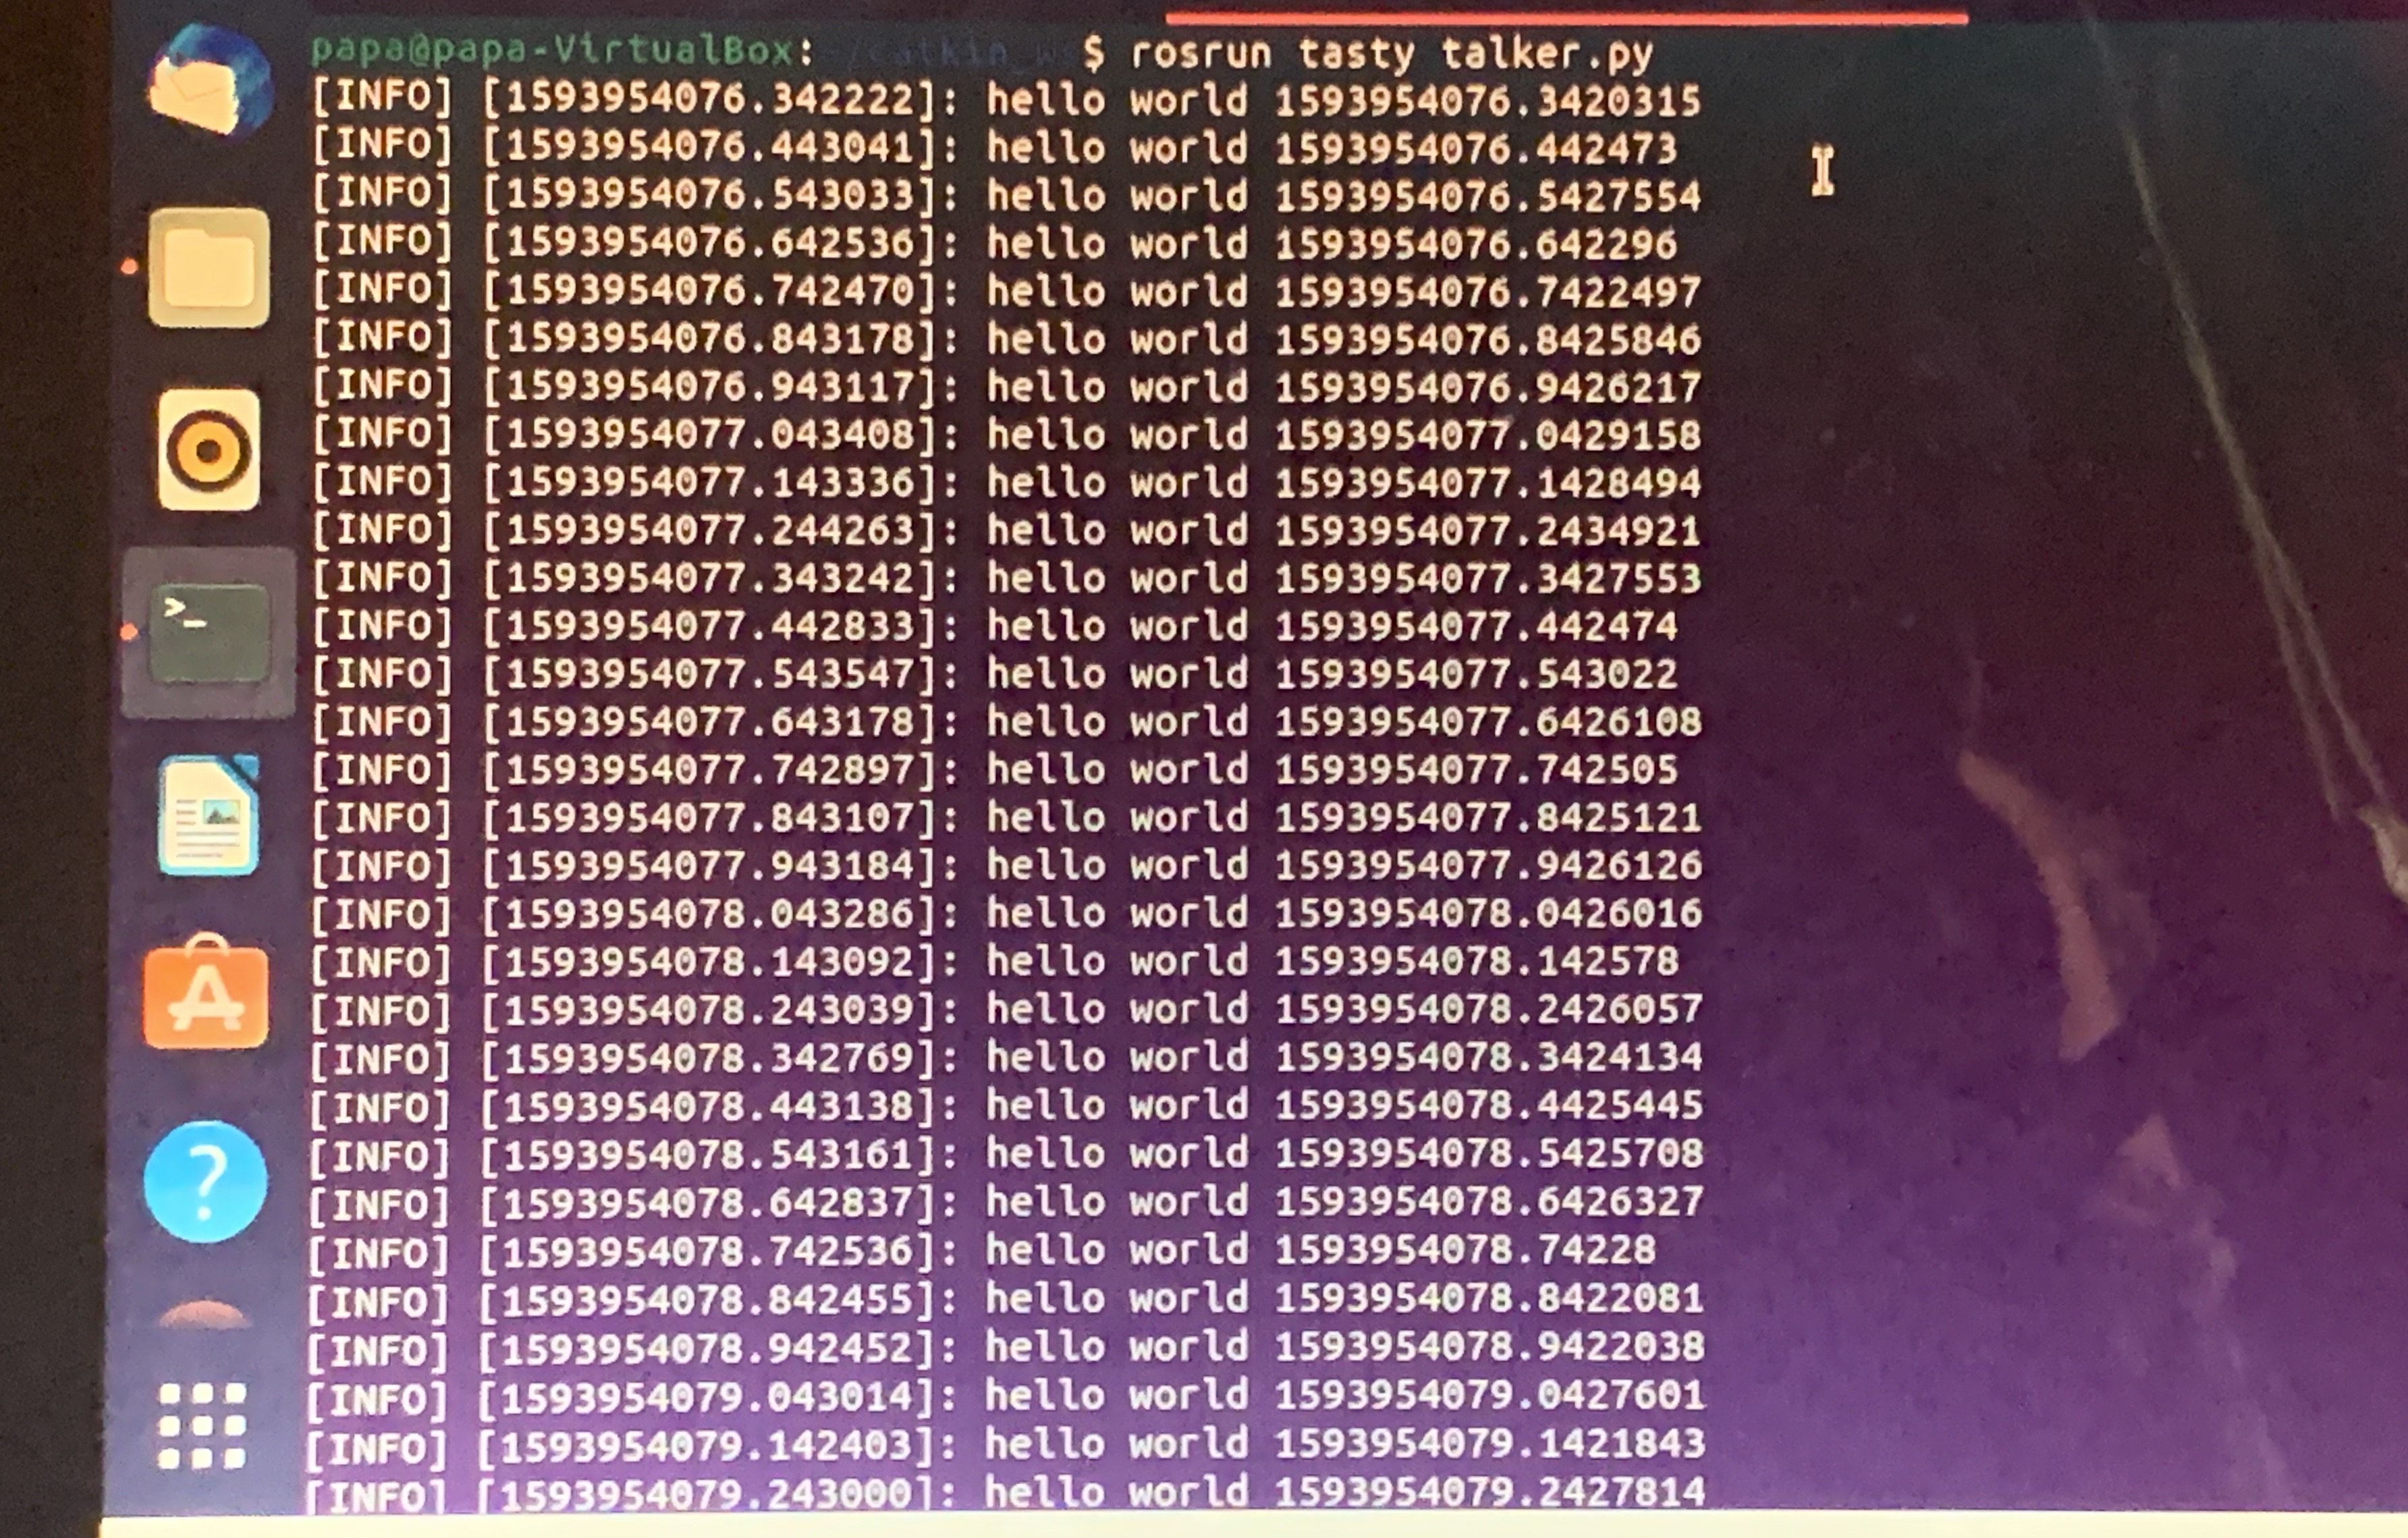 papa@papa-VirtualBox:~/catkin_ws$ rosrun tasty talker.py
[INFO] [1593954076.342222]: hello world 1593954076.3420315
[INFO] [1593954076.443041]: hello world 1593954076.442473
[INFO] [1593954076.543033]: hello world 1593954076.5427554
[INFO] [1593954076.642536]: hello world 1593954076.642296
[INFO] [1593954076.742470]: hello world 1593954076.7422497
[INFO] [1593954076.843178]: hello world 1593954076.8425846
[INFO] [1593954076.943117]: hello world 1593954076.9426217
[INFO] [1593954077.043408]: hello world 1593954077.0429158
[INFO] [1593954077.143336]: hello world 1593954077.1428494
[INFO] [1593954077.244263]: hello world 1593954077.2434921
[INFO] [1593954077.343242]: hello world 1593954077.3427553
[INFO] [1593954077.442833]: hello world 1593954077.442474
[INFO] [1593954077.543547]: hello world 1593954077.543022
[INFO] [1593954077.643178]: hello world 1593954077.6426108
[INFO] [1593954077.742897]: hello world 1593954077.742505
[INFO] [1593954077.843107]: hello world 1593954077.8425121
[INFO] [1593954077.943184]: hello world 1593954077.9426126
[INFO] [1593954078.043286]: hello world 1593954078.0426016
[INFO] [1593954078.143092]: hello world 1593954078.142578
[INFO] [1593954078.243039]: hello world 1593954078.2426057
[INFO] [1593954078.342769]: hello world 1593954078.3424134
[INFO] [1593954078.443138]: hello world 1593954078.4425445
[INFO] [1593954078.543161]: hello world 1593954078.5425708
[INFO] [1593954078.642837]: hello world 1593954078.6426327
[INFO] [1593954078.742536]: hello world 1593954078.74228
[INFO] [1593954078.842455]: hello world 1593954078.8422081
[INFO] [1593954078.942452]: hello world 1593954078.9422038
[INFO] [1593954079.043014]: hello world 1593954079.0427601
[INFO] [1593954079.142403]: hello world 1593954079.1421843
[INFO] [1593954079.243000]: hello world 1593954079.2427814